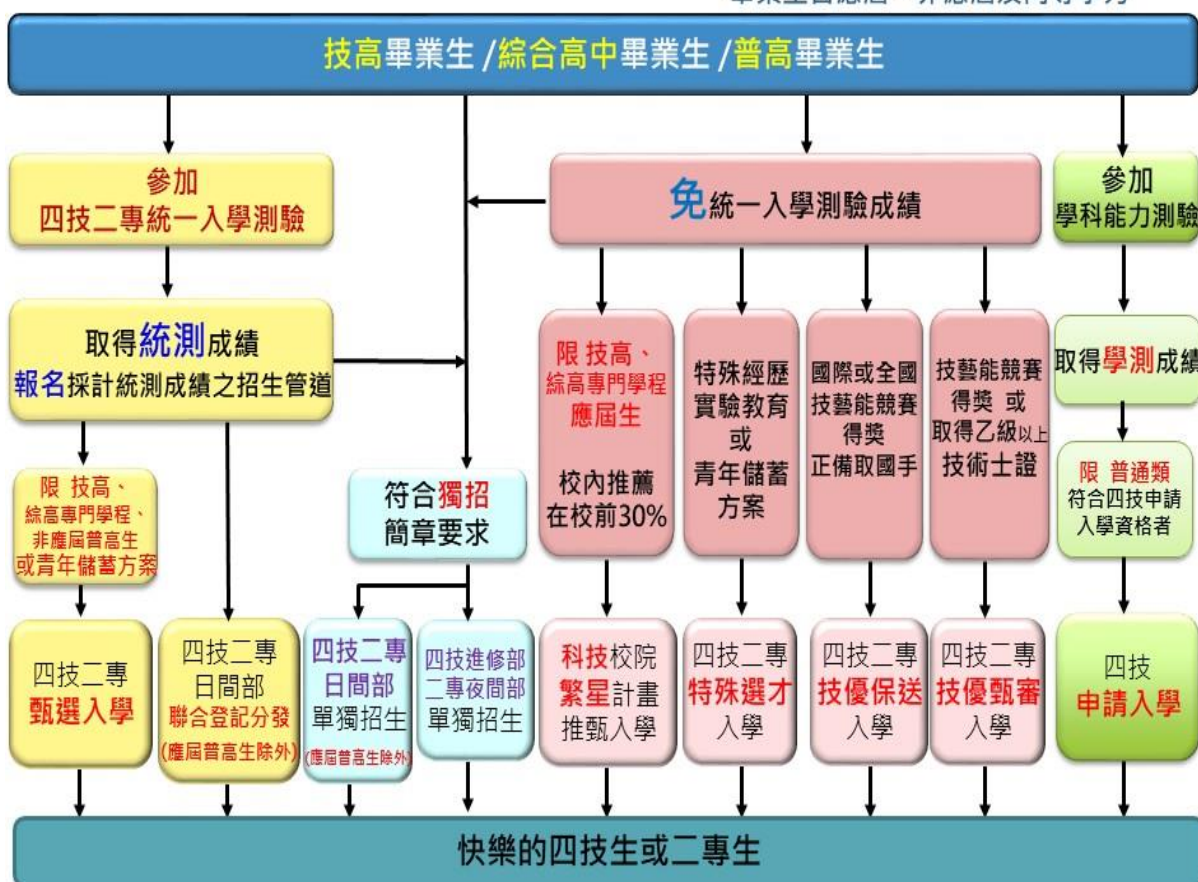 技高畢業生 / 綜合高中畢業生 / 普高畢業生
參加
四技二專統一入學測驗
免統一入學測驗成績
參加
學科能力測驗
取得統測成績
報名採計統測成績之招生管道
限 技高、
綜高專門學程
應屆生
校內推薦
在校前30%
特殊經歷
實驗教育
或
青年儲蓄
方案
國際或全國
技藝能競賽
得獎
正備取國手
技藝能競賽
得獎 或
取得乙級以上
技術士證
取得學測成績
限 技高、
綜高專門學程、
非應屆普高生
或青年儲蓄方案
符合獨招
簡章要求
限 普通類
符合四技申請
入學資格者
四技二專
甄選入學
四技二專
日間部
聯合登記分發
(應屆普高生除外)
四技二專
日間部
單獨招生
(應屆普高生除外)
四技進修部
二專夜間部
單獨招生
科技校院
繁星計畫
推甄入學
四技二專
特殊選才
入學
四技二專
技優保送
入學
四技二專
技優甄審
入學
四技
申請入學
快樂的四技生或二專生